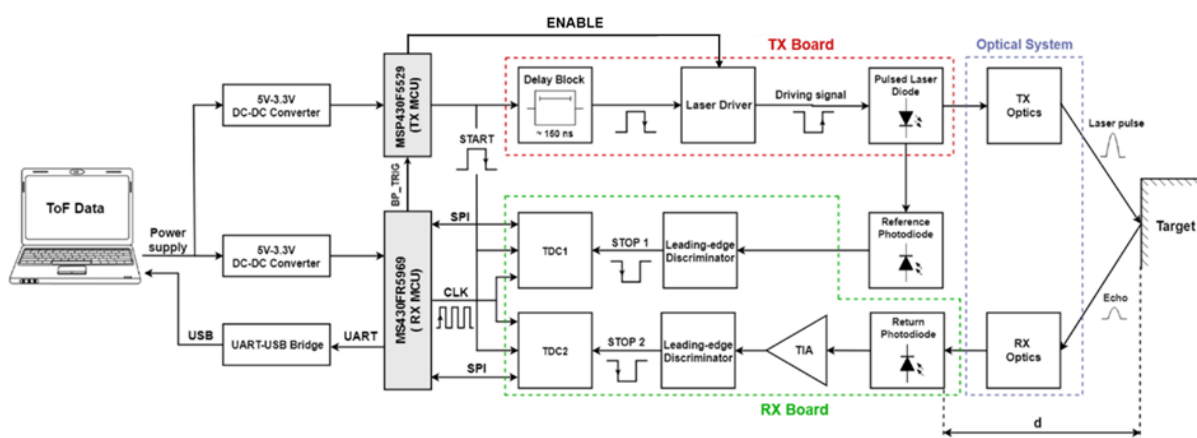 ENABLE
TX Board
Optical System
5V-3.3V
DC-DC Converter
MSP430F5529
(TX MCU)
Delay Block
~ 150 ns
Laser Driver
Driving signal
Pulsed Laser
Diode
TX
Optics
Laser pulse
START
BP_TRIG
ToF Data
Power
supply
5V-3.3V
DC-DC Converter
MS430FR5969
( RX MCU)
SPI
TDC1
STOP 1
Leading-edge
Discriminator
Reference
Photodiode
Target
CLK
Echo
USB
UART-USB Bridge
UART
TDC2
STOP 2
Leading-edge
Discriminator
TIA
Return
Photodiode
RX
Optics
SPI
RX Board
d